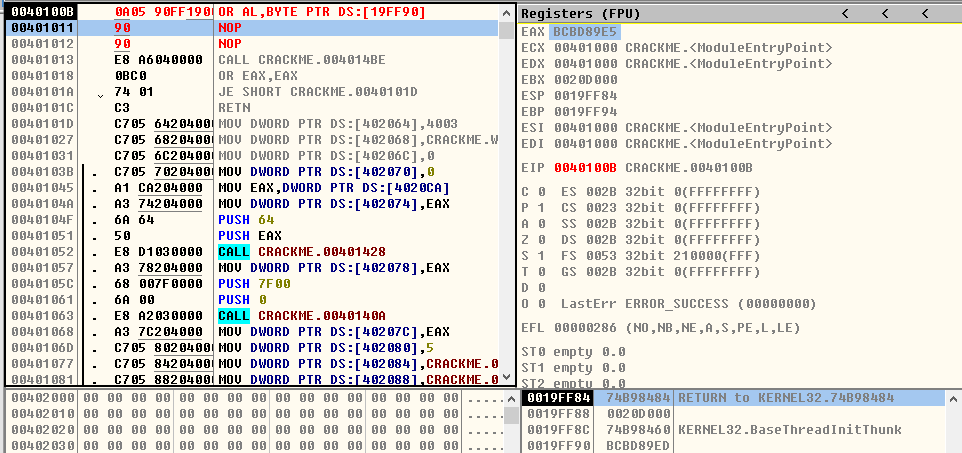 0040100B 0A05 90FF1900 OR AL,BYTE PTR DS:[19FF90]
00401011 90 NOP
00401012 90 NOP
00401013 E8 A6040000 CALL CRACKME.004014BE
00401018 0BC0 OR EAX,EAX
0040101A 74 01 JE SHORT CRACKME.0040101D
0040101C C3 RETN
0040101D C705 64204000 MOV DWORD PTR DS:[402064],4003
00401027 C705 68204000 MOV DWORD PTR DS:[402068],CRACKME.W
00401031 C705 6C204000 MOV DWORD PTR DS:[40206C],0
0040103B . C705 70204000 MOV DWORD PTR DS:[402070],0
00401045 . A1 CA204000 MOV EAX,DWORD PTR DS:[4020CA]
0040104A . A3 74204000 MOV DWORD PTR DS:[402074],EAX
0040104F . 6A 64 PUSH 64
00401051 . 50 PUSH EAX
00401052 . E8 D1030000 CALL CRACKME.00401428
00401057 . A3 78204000 MOV DWORD PTR DS:[402078],EAX
0040105C . 68 007F0000 PUSH 7F00
00401061 . 6A 00 PUSH 0
00401063 . E8 A2030000 CALL CRACKME.0040140A
00401068 . A3 7C204000 MOV DWORD PTR DS:[40207C],EAX
0040106D . C705 80204000 MOV DWORD PTR DS:[402080],5
00401077 . C705 84204000 MOV DWORD PTR DS:[402084],CRACKME.0
00401081 . C705 88204000 MOV DWORD PTR DS:[402088],CRACKME.0
Registers (FPU) < < <
EAX BCBD89E5
ECX 00401000 CRACKME.<ModuleEntryPoint>
EDX 00401000 CRACKME.<ModuleEntryPoint>
EBX 0020D000
ESP 0019FF84
EBP 0019FF94
ESI 00401000 CRACKME.<ModuleEntryPoint>
EDI 00401000 CRACKME.<ModuleEntryPoint>
EIP 0040100B CRACKME.0040100B
C 0 ES 002B 32bit 0(FFFFFFFF)
P 1 CS 0023 32bit 0(FFFFFFFF)
A 0 SS 002B 32bit 0(FFFFFFFF)
Z 0 DS 002B 32bit 0(FFFFFFFF)
S 1 FS 0053 32bit 210000(FFF)
T 0 GS 002B 32bit 0(FFFFFFFF)
D 0
O 0 LastErr ERROR_SUCCESS (00000000)
EFL 00000286 (NO,NB,NE,A,S,PE,L,LE)
ST0 empty 0.0
ST1 empty 0.0
ST2 empty 0.0
00402000 00 00 00 00 00 00 00 00 00 00 00 00 00 00 00 00 .....
00402010 00 00 00 00 00 00 00 00 00 00 00 00 00 00 00 00 .....
00402020 00 00 00 00 00 00 00 00 00 00 00 00 00 00 00 00 .....
00402030 00 00 00 00 00 00 00 00 00 00 00 00 00 00 00 00 .....
0019FF84 74B98484 RETURN to KERNEL32.74B98484
0019FF88 0020D000
0019FF8C 74B98460 KERNEL32.BaseThreadInitThunk
0019FF90 BCBD89ED